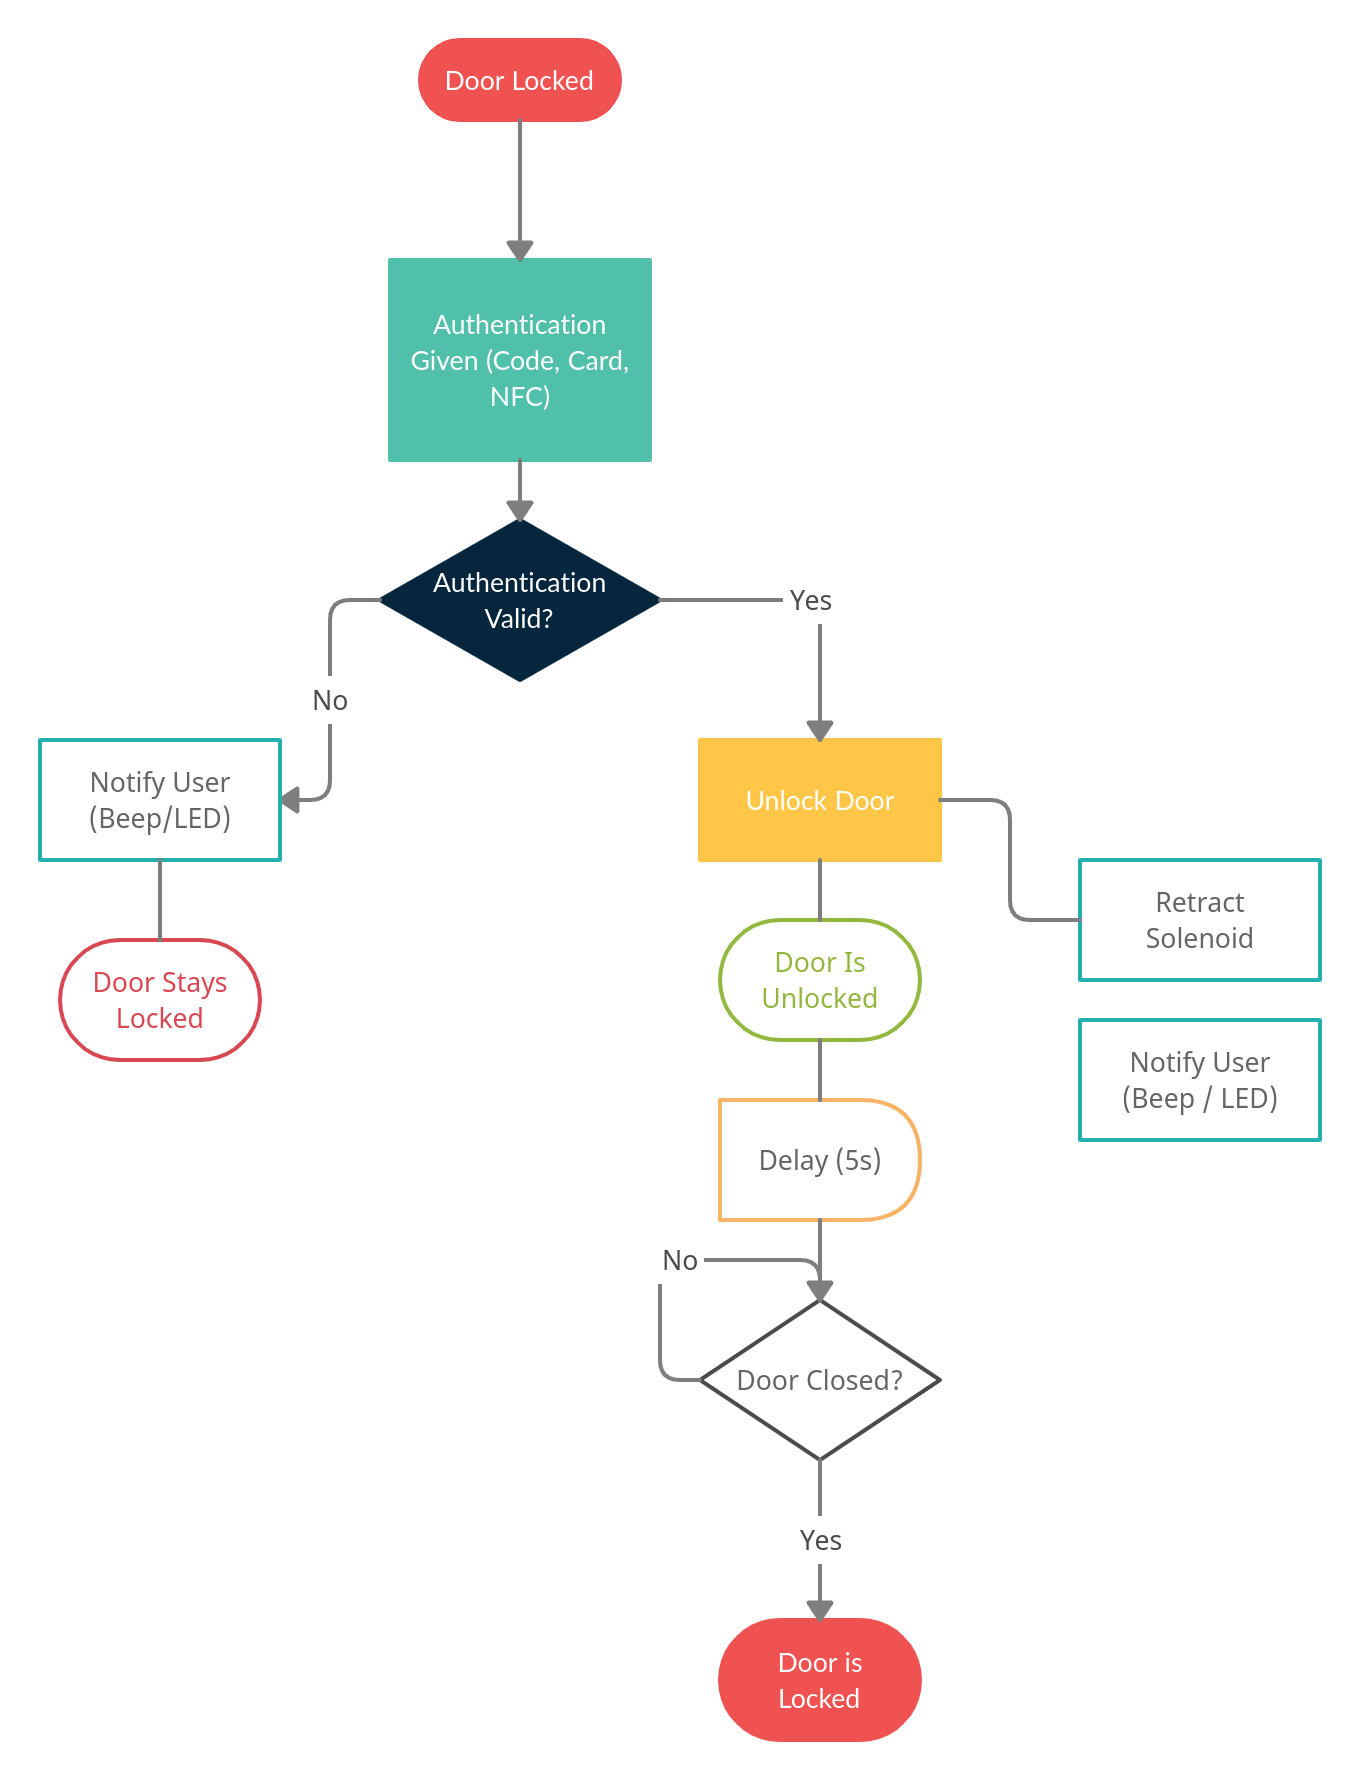 Door Locked
Authentication
Given (Code, Card,
NFC)
Authentication
Valid?
Yes
No
Notify User
(Beep/LED)
Unlock Door
Retract
Solenoid
Door Stays
Locked
Door Is
Unlocked
Notify User
(Beep / LED)
Delay (5s)
No
Door Closed?
Yes
Door is
Locked